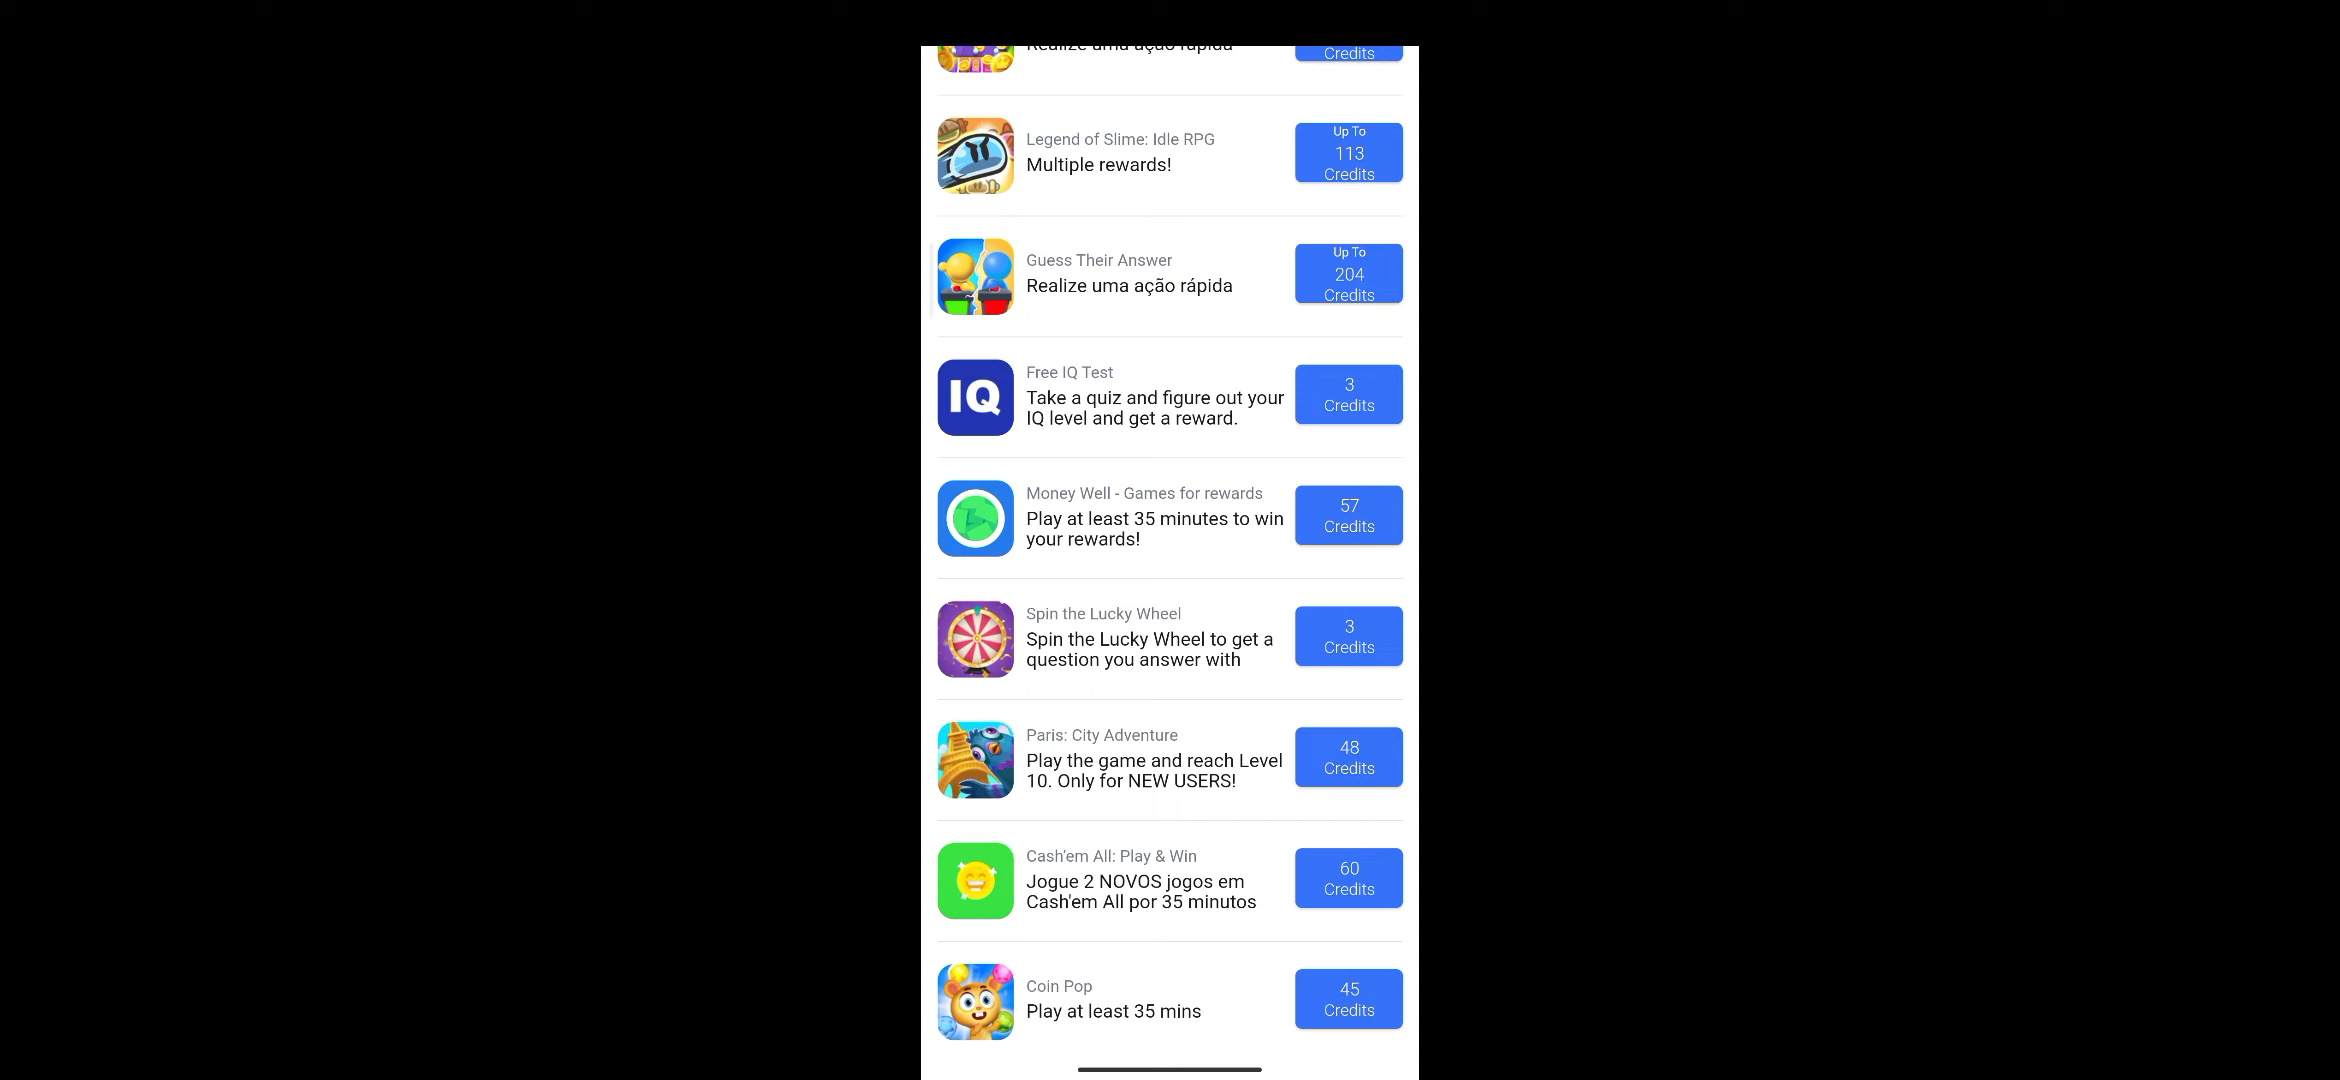 Realize uma ação rápida
Credits
Legend of Slime: Idle RPG
Multiple rewards!
Up To
113
Credits
Guess Their Answer
Realize uma ação rápida
Up To
204
Credits
IQ
Free IQ Test
Take a quiz and figure out your
IQ level and get a reward.
3
Credits
Money Well - Games for rewards
Play at least 35 minutes to win
your rewards!
57
Credits
Spin the Lucky Wheel
Spin the Lucky Wheel to get a
question you answer with
3
Credits
Paris: City Adventure
Play the game and reach Level
10. Only for NEW USERS!
48
Credits
Cash'em All: Play & Win
Jogue 2 NOVOS jogos em
Cash'em All por 35 minutos
60
Credits
Coin Pop
Play at least 35 mins
45
Credits